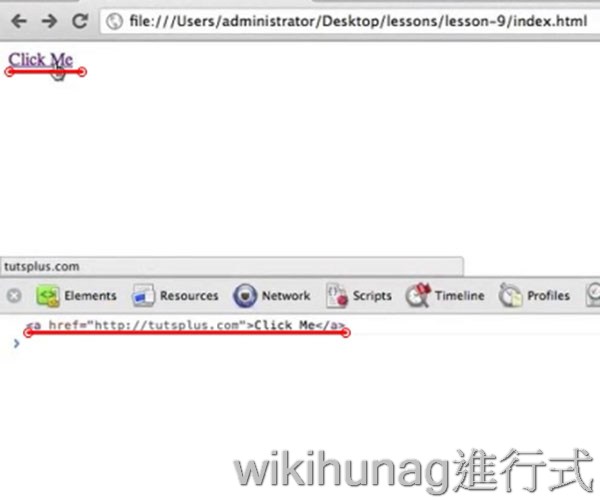 file:///Users/administrator/Desktop/lessons/lesson-9/index.html
Click Me
tutsplus.com
Elements Resources Network Scripts Timeline Profiles
<a href="http://tutsplus.com">Click Me</a>
wikihunag進行式